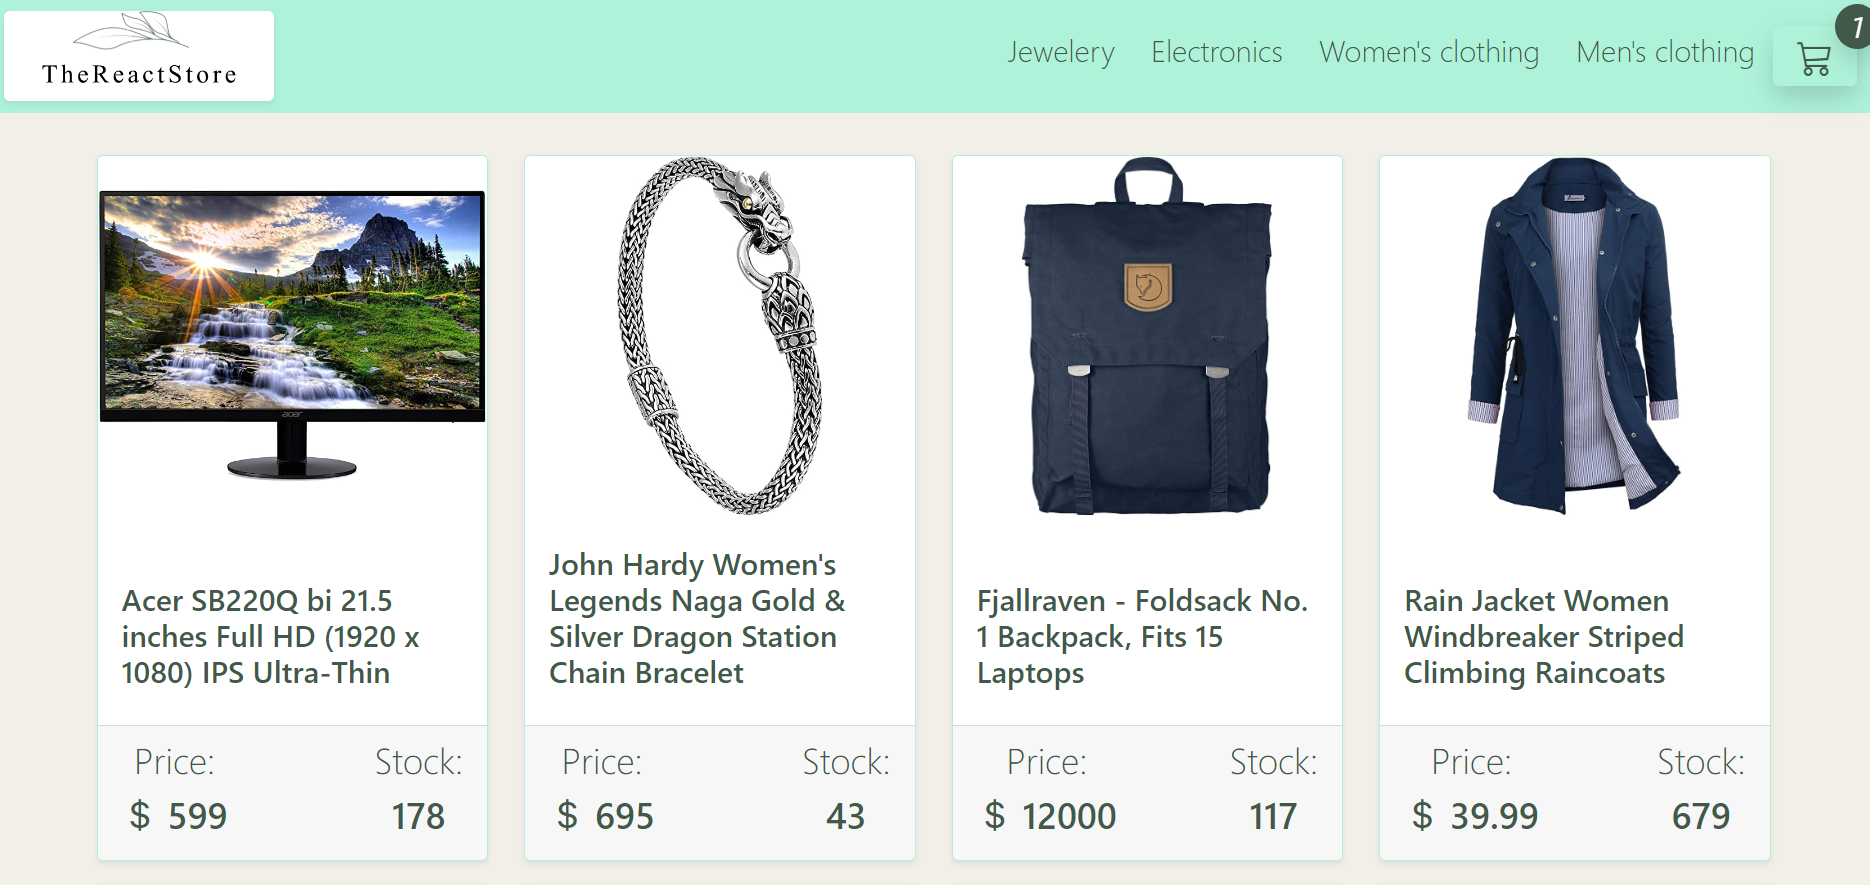 TheReactStore
Jewelery Electronics Women's clothing Men's clothing
1
acer
Acer SB220Q bi 21.5
inches Full HD (1920 x
1080) IPS Ultra-Thin
Price: Stock:
$ 599 178
John Hardy Women's
Legends Naga Gold &
Silver Dragon Station
Chain Bracelet
Price: Stock:
$ 695 43
Fjallraven - Foldsack No.
1 Backpack, Fits 15
Laptops
Price: Stock:
$ 12000 117
Rain Jacket Women
Windbreaker Striped
Climbing Raincoats
Price: Stock:
$ 39.99 679